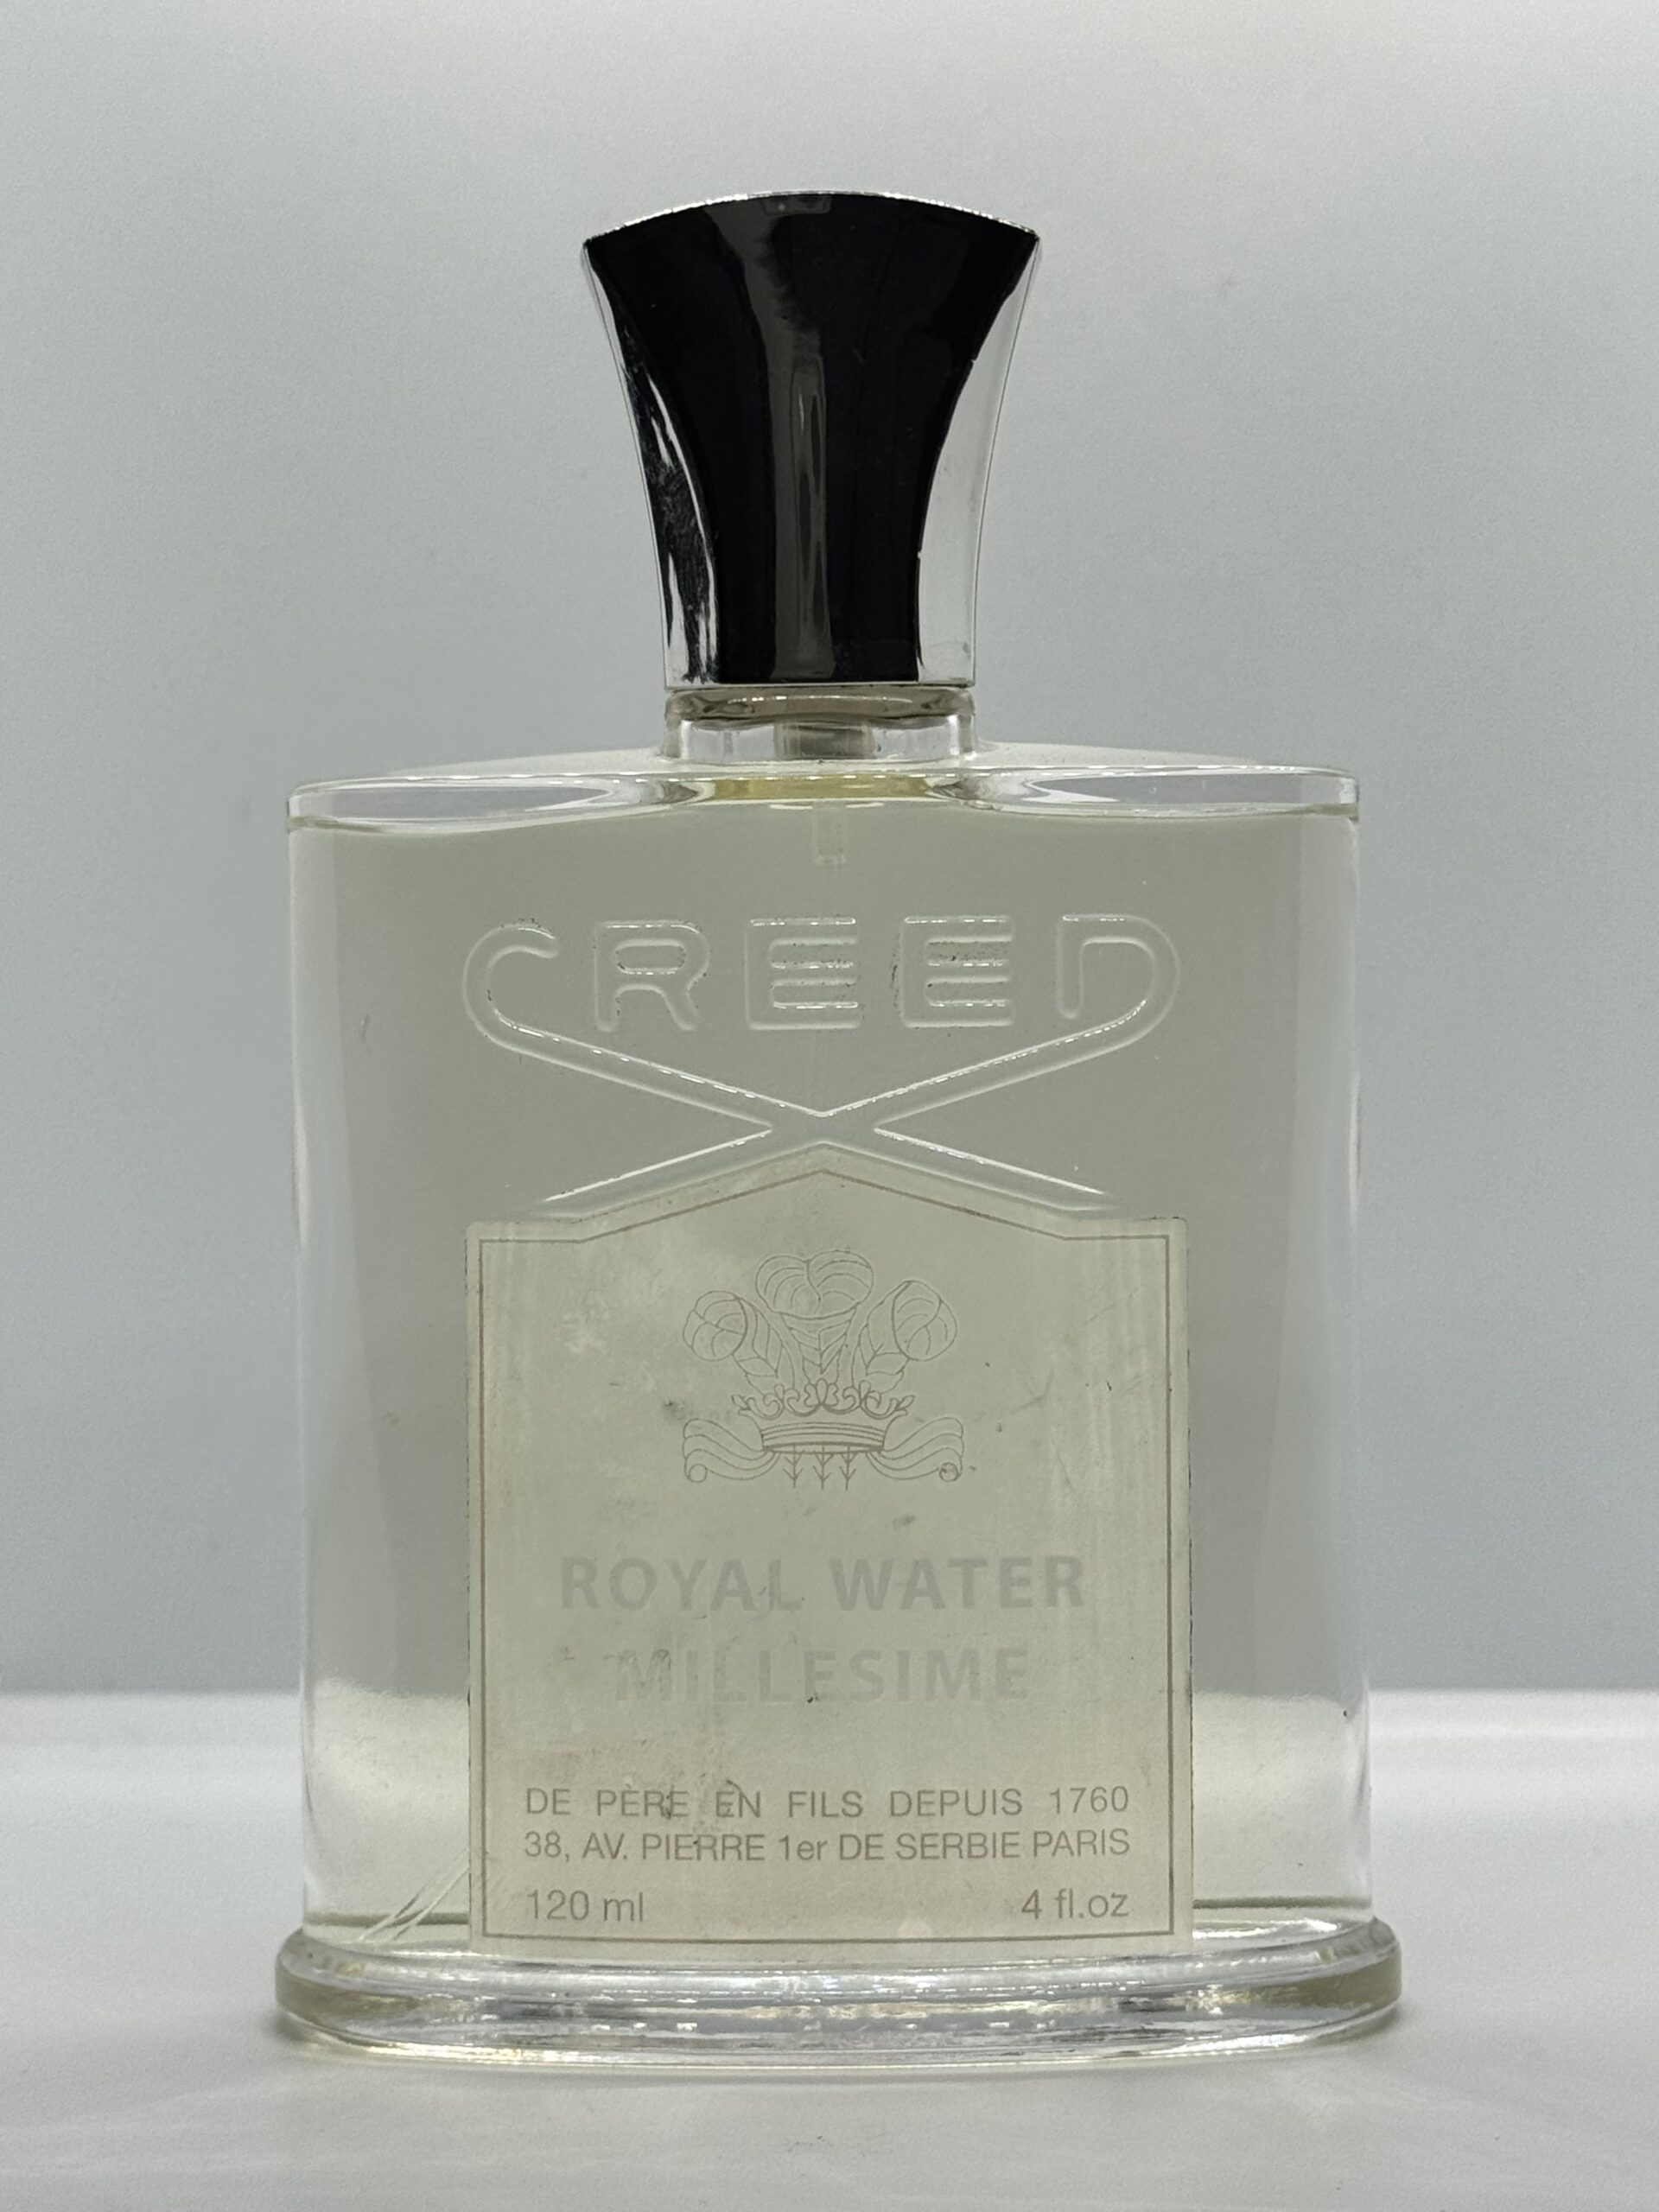 CREED
ROYAL WATER
MILLESIME
DE PÈRE EN FILS DEPUIS 1760
38, AV. PIERRE 1er DE SERBIE PARIS
120 ml 4 fl.oz